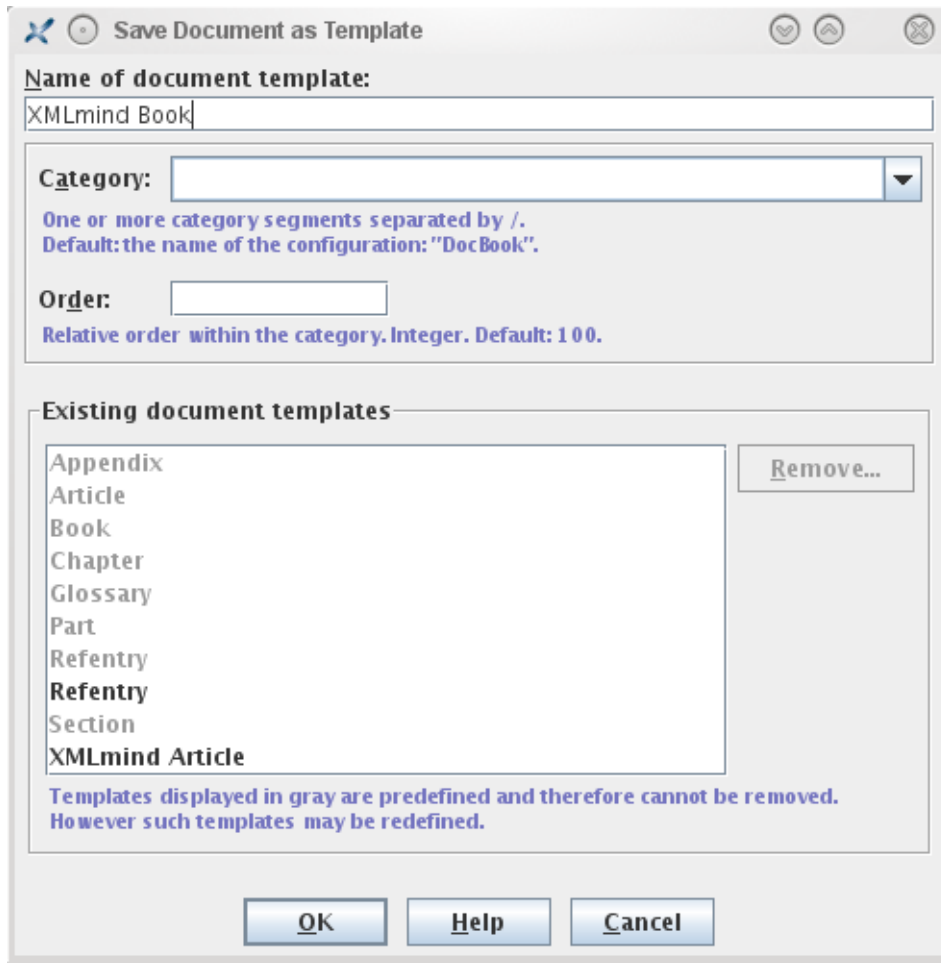 Save Document as Template
Name of document template:
XMLmind Book
Category:
One or more category segments separated by /.
Default: the name of the configuration: "DocBook".
Order:
Relative order within the category. Integer. Default: 100.
Existing document templates
Appendix
Article
Book
Chapter
Glossary
Part
Refentry
Refentry
Section
XMLmind Article
Remove...
Templates displayed in gray are predefined and therefore cannot be removed.
However such templates may be redefined.
OK Help Cancel